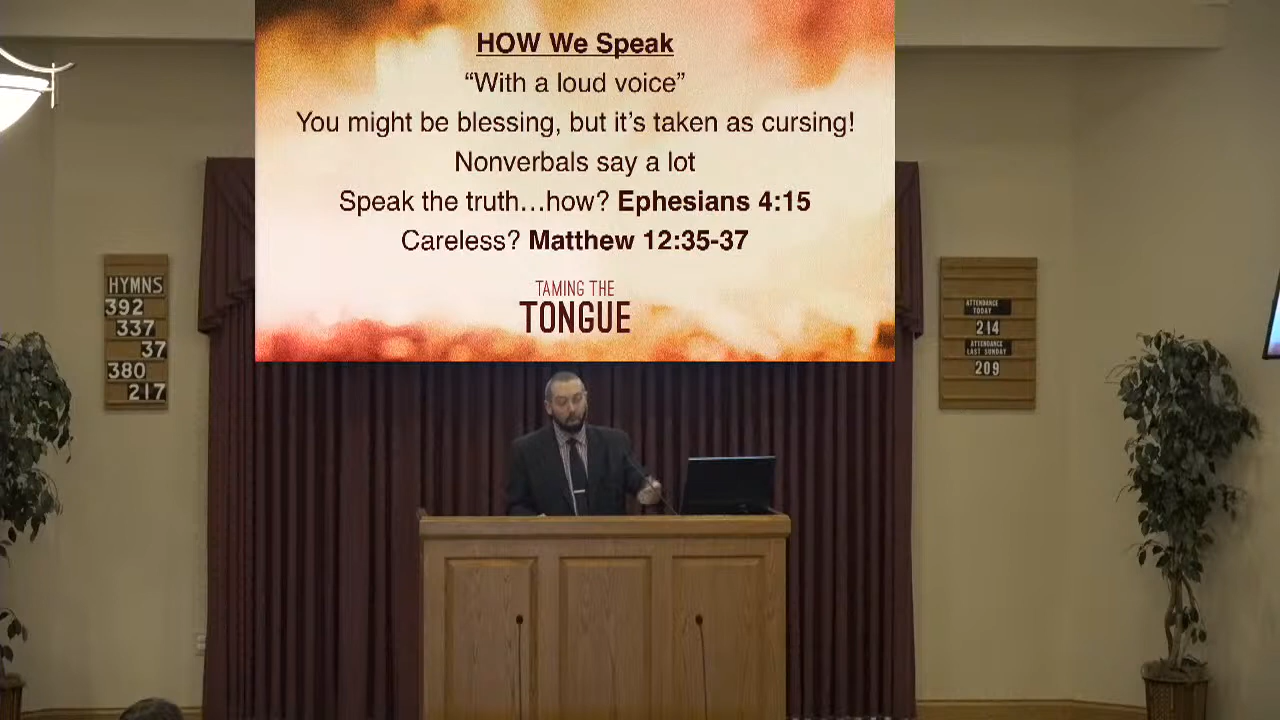 HOW We Speak
“With a loud voice”
You might be blessing, but it’s taken as cursing!
Nonverbals say a lot
Speak the truth…how? Ephesians 4:15
Careless? Matthew 12:35-37
TAMING THE
TONGUE
HYMNS
392
337
37
380
217
ATTENDANCE
TODAY
214
ATTENDANCE
LAST SUNDAY
209